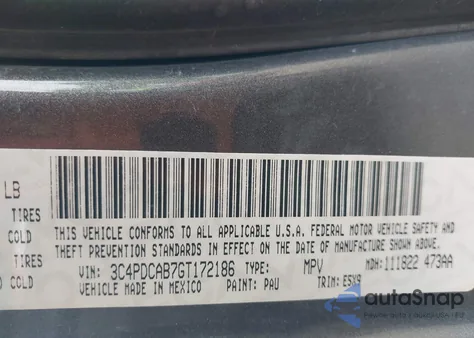 LB
TIRES
COLD
TIRES
COLD
THIS VEHICLE CONFORMS TO ALL APPLICABLE U.S.A. FEDERAL MOTOR VEHICLE SAFETY AND
THEFT PREVENTION STANDARDS IN EFFECT ON THE DATE OF MANUFACTURE SHOWN ABOVE.
VIN: 3C4PDCAB7GT172186 TYPE: MPV MDH: 111822 473AA
VEHICLE MADE IN MEXICO PAINT: PAU TRIM: E5X9
autoSnap